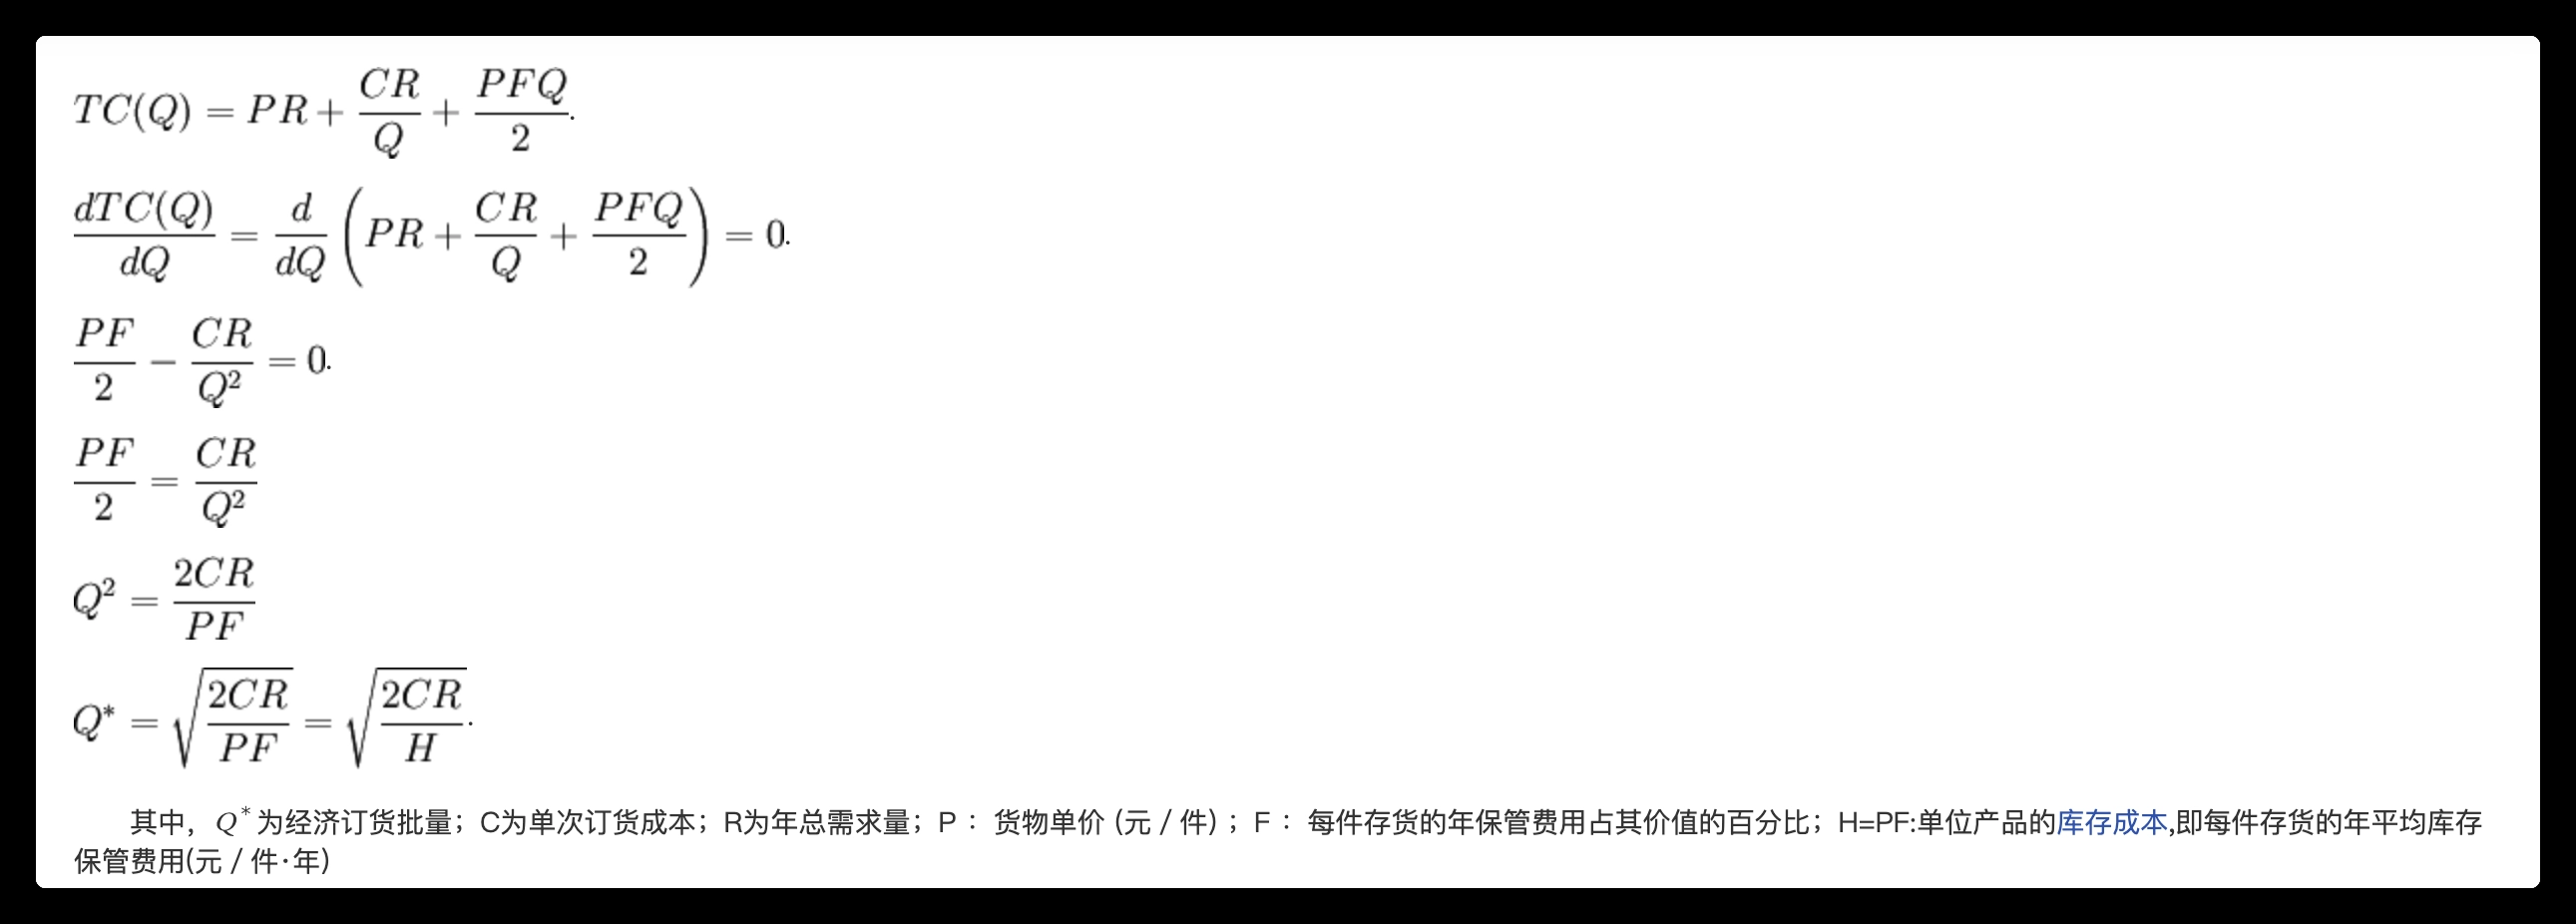 TC(Q) = PR + \frac{CR}{Q} + \frac{PFQ}{2}.
\frac{dTC(Q)}{dQ} = \frac{d}{dQ} \left( PR + \frac{CR}{Q} + \frac{PFQ}{2} \right) = 0.
\frac{PF}{2} - \frac{CR}{Q^2} = 0.
\frac{PF}{2} = \frac{CR}{Q^2}
Q^2 = \frac{2CR}{PF}
Q^* = \sqrt{\frac{2CR}{PF}} = \sqrt{\frac{2CR}{H}}.
其中，Q^*为经济订货批量；C为单次订货成本；R为年总需求量；P ：货物单价 (元 / 件)；F ：每件存货的年保管费用占其价值的百分比；H=PF:单位产品的库存成本,即每件存货的年平均库存
保管费用(元 / 件·年)